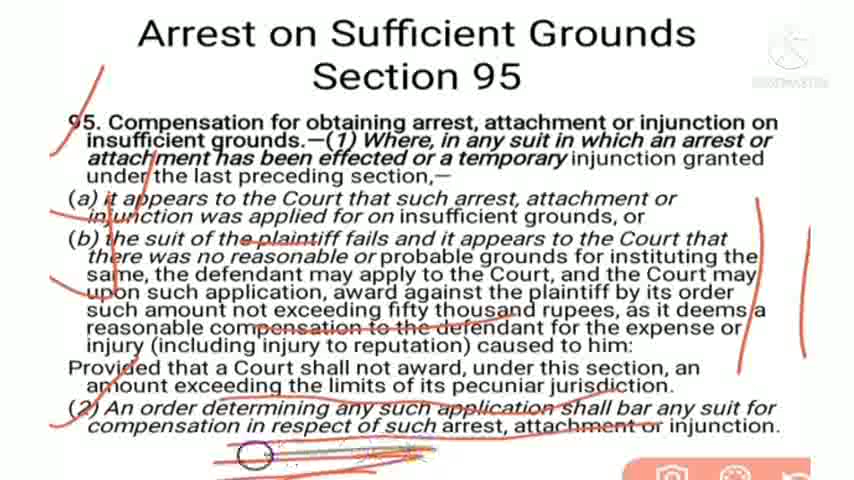 Arrest on Sufficient Grounds
Section 95
95. Compensation for obtaining arrest, attachment or injunction on
insufficient grounds.—(1) Where, in any suit in which an arrest or
attachment has been effected or a temporary injunction granted
under the last preceding section,—
(a) it appears to the Court that such arrest, attachment or
injunction was applied for on insufficient grounds, or
(b) the suit of the plaintiff fails and it appears to the Court that
there was no reasonable or probable grounds for instituting the
same, the defendant may apply to the Court, and the Court may
upon such application, award against the plaintiff by its order
such amount not exceeding fifty thousand rupees, as it deems a
reasonable compensation to the defendant for the expense or
injury (including injury to reputation) caused to him:
Provided that a Court shall not award, under this section, an
amount exceeding the limits of its pecuniar jurisdiction.
(2) An order determining any such application shall bar any suit for
compensation in respect of such arrest, attachment or injunction.